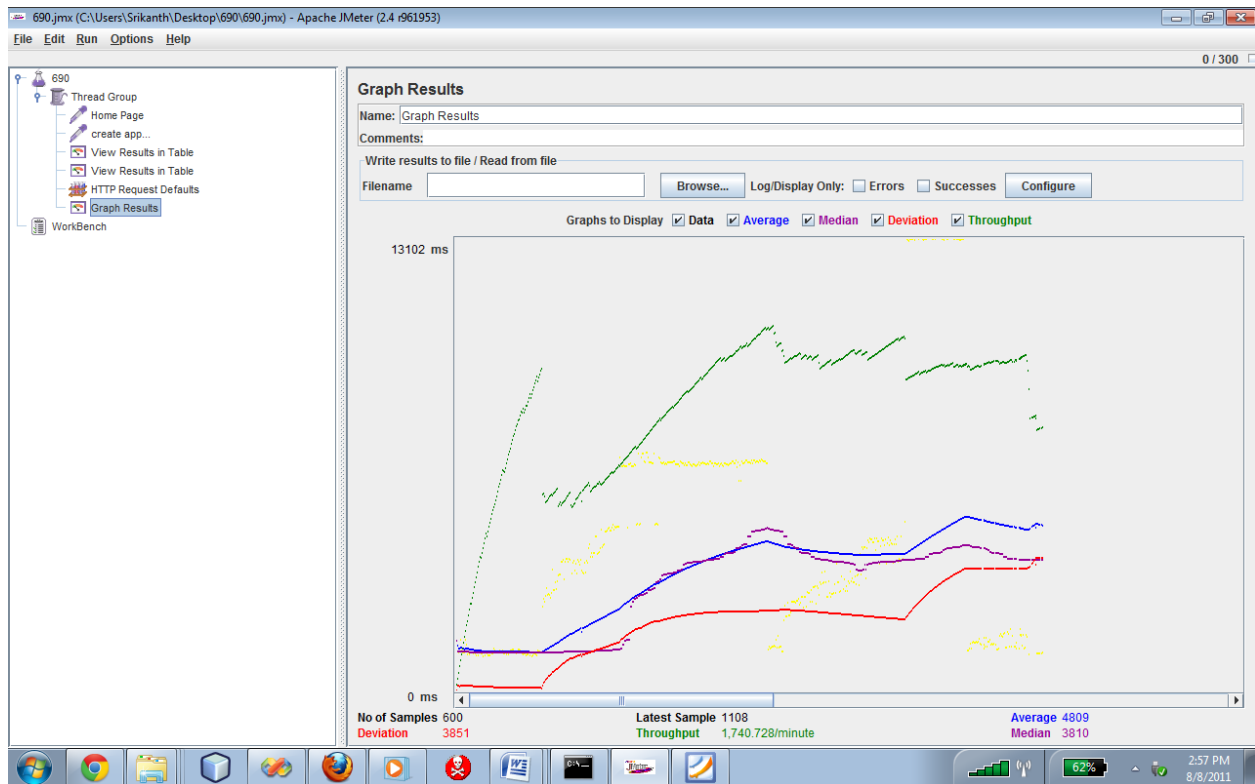 690.jmx (C:\Users\Srikanth\Desktop\690\690.jmx) - Apache JMeter (2.4 r961953)
File Edit Run Options Help
0 / 300
690
Thread Group
Home Page
create app...
View Results in Table
View Results in Table
HTTP Request Defaults
Graph Results
WorkBench
Graph Results
Name: Graph Results
Comments:
Write results to file / Read from file
Filename Browse... Log/Display Only: Errors Successes Configure
Graphs to Display Data Average Median Deviation Throughput
13102 ms
0 ms
No of Samples 600 Latest Sample 1108 Average 4809
Deviation 3851 Throughput 1,740.728/minute Median 3810
62% 2:57 PM
8/8/2011